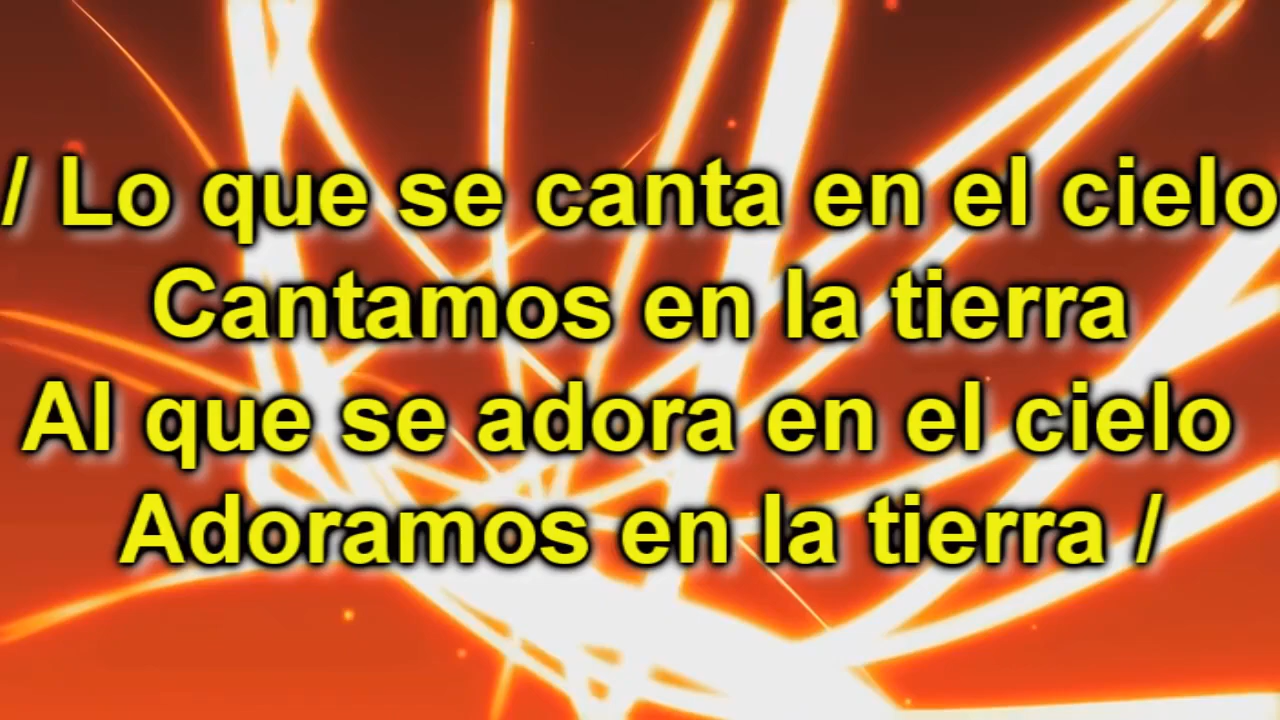 / Lo que se canta en el cielo
Cantamos en la tierra
Al que se adora en el cielo
Adoramos en la tierra /